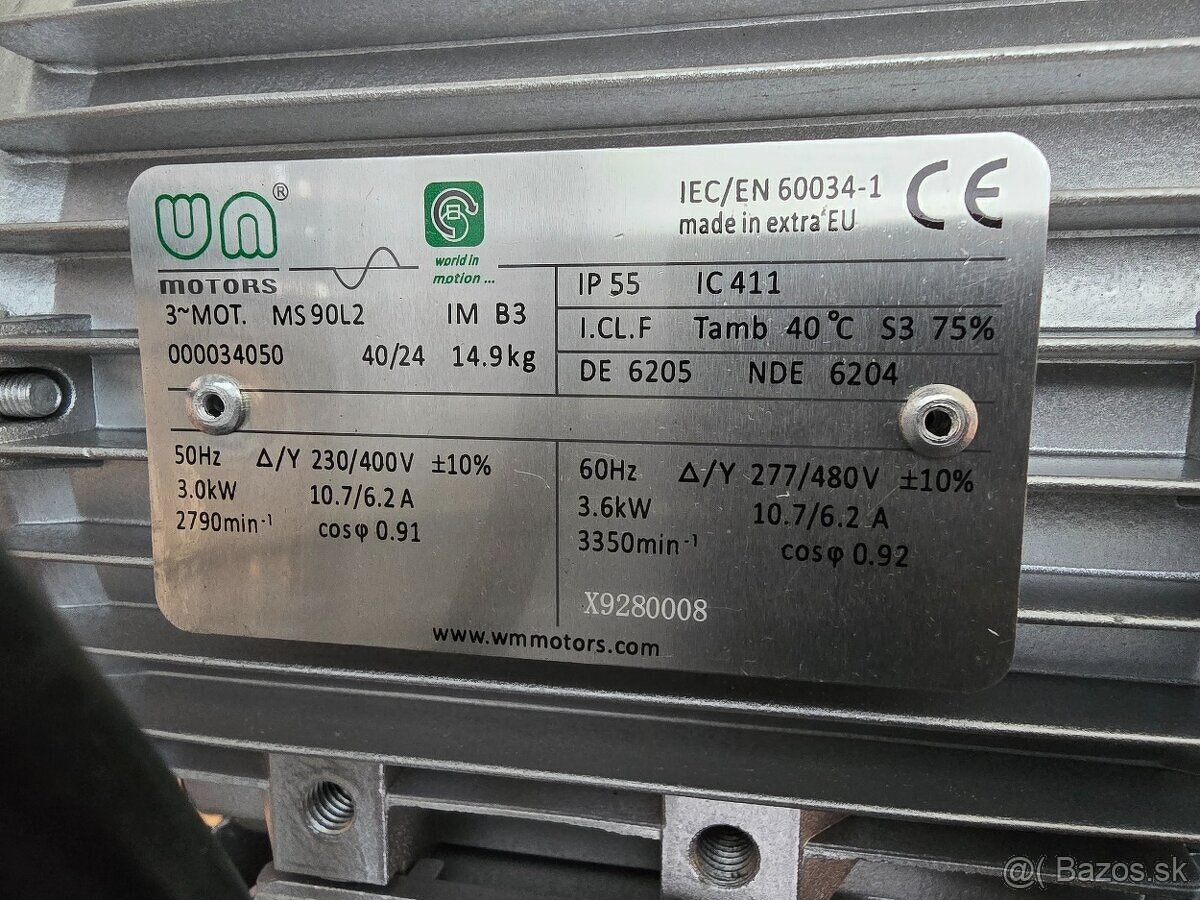 wm®
MOTORS
world in
motion ...
IEC/EN 60034-1 CE
made in extra EU
3~MOT. MS 90L2 IM B3
000034050 40/24 14.9kg
IP 55 IC 411
I.CL.F Tamb 40°C S3 75%
DE 6205 NDE 6204
50Hz Δ/Y 230/400V ±10%
3.0kW 10.7/6.2 A
2790min⁻¹ cosφ 0.91
60Hz Δ/Y 277/480V ±10%
3.6kW 10.7/6.2 A
3350min⁻¹ cosφ 0.92
X9280008
www.wmmotors.com
@( Bazos.sk